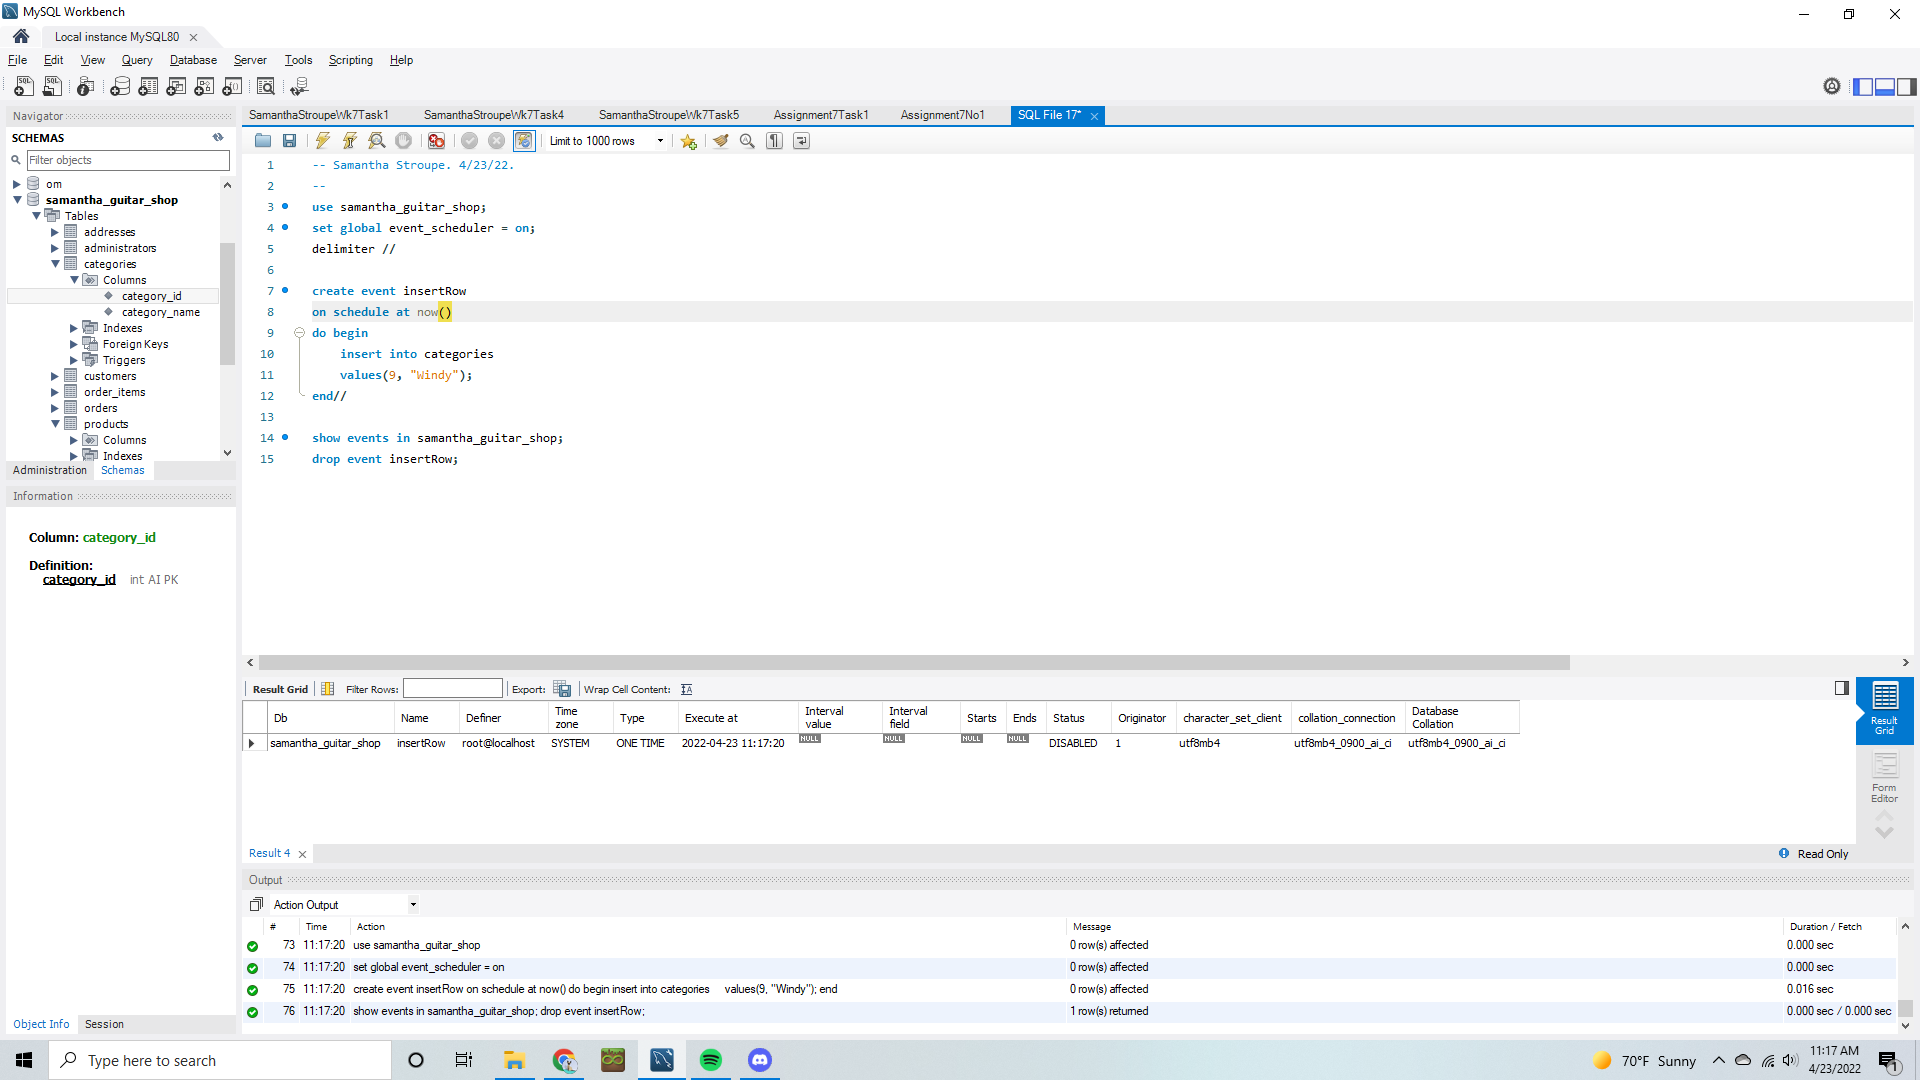 MySQL Workbench
Local instance MySQL80
File Edit View Query Database Server Tools Scripting Help
Navigator
SCHEMAS
Filter objects
om
samantha_guitar_shop
Tables
addresses
administrators
categories
Columns
category_id
category_name
Indexes
Foreign Keys
Triggers
customers
order_items
orders
products
Columns
Indexes
Administration Schemas
Information
Column: category_id
Definition:
category_id int AI PK
Object Info Session
SamanthaStroupeWk7Task1 SamanthaStroupeWk7Task4 SamanthaStroupeWk7Task5 Assignment7Task1 Assignment7No1 SQL File 17*
Limit to 1000 rows
1 -- Samantha Stroupe. 4/23/22.
2 --
3 use samantha_guitar_shop;
4 set global event_scheduler = on;
5 delimiter //
6
7 create event insertRow
8 on schedule at now()
9 do begin
10 insert into categories
11 values(9, "Windy");
12 end//
13
14 show events in samantha_guitar_shop;
15 drop event insertRow;
Result Grid Filter Rows: Export: Wrap Cell Content:
Db Name Definer Time zone Type Execute at Interval value Interval field Starts Ends Status Originator character_set_client collation_connection Database Collation
samantha_guitar_shop insertRow root@localhost SYSTEM ONE TIME 2022-04-23 11:17:20 NULL NULL NULL NULL DISABLED 1 utf8mb4 utf8mb4_0900_ai_ci utf8mb4_0900_ai_ci
Result Grid
Form Editor
Result 4
Read Only
Output
Action Output
# Time Action Message Duration / Fetch
73 11:17:20 use samantha_guitar_shop 0 row(s) affected 0.000 sec
74 11:17:20 set global event_scheduler = on 0 row(s) affected 0.000 sec
75 11:17:20 create event insertRow on schedule at now() do begin insert into categories values(9, "Windy"); end 0 row(s) affected 0.016 sec
76 11:17:20 show events in samantha_guitar_shop; drop event insertRow; 1 row(s) returned 0.000 sec / 0.000 sec
Type here to search
70°F Sunny
11:17 AM
4/23/2022
1